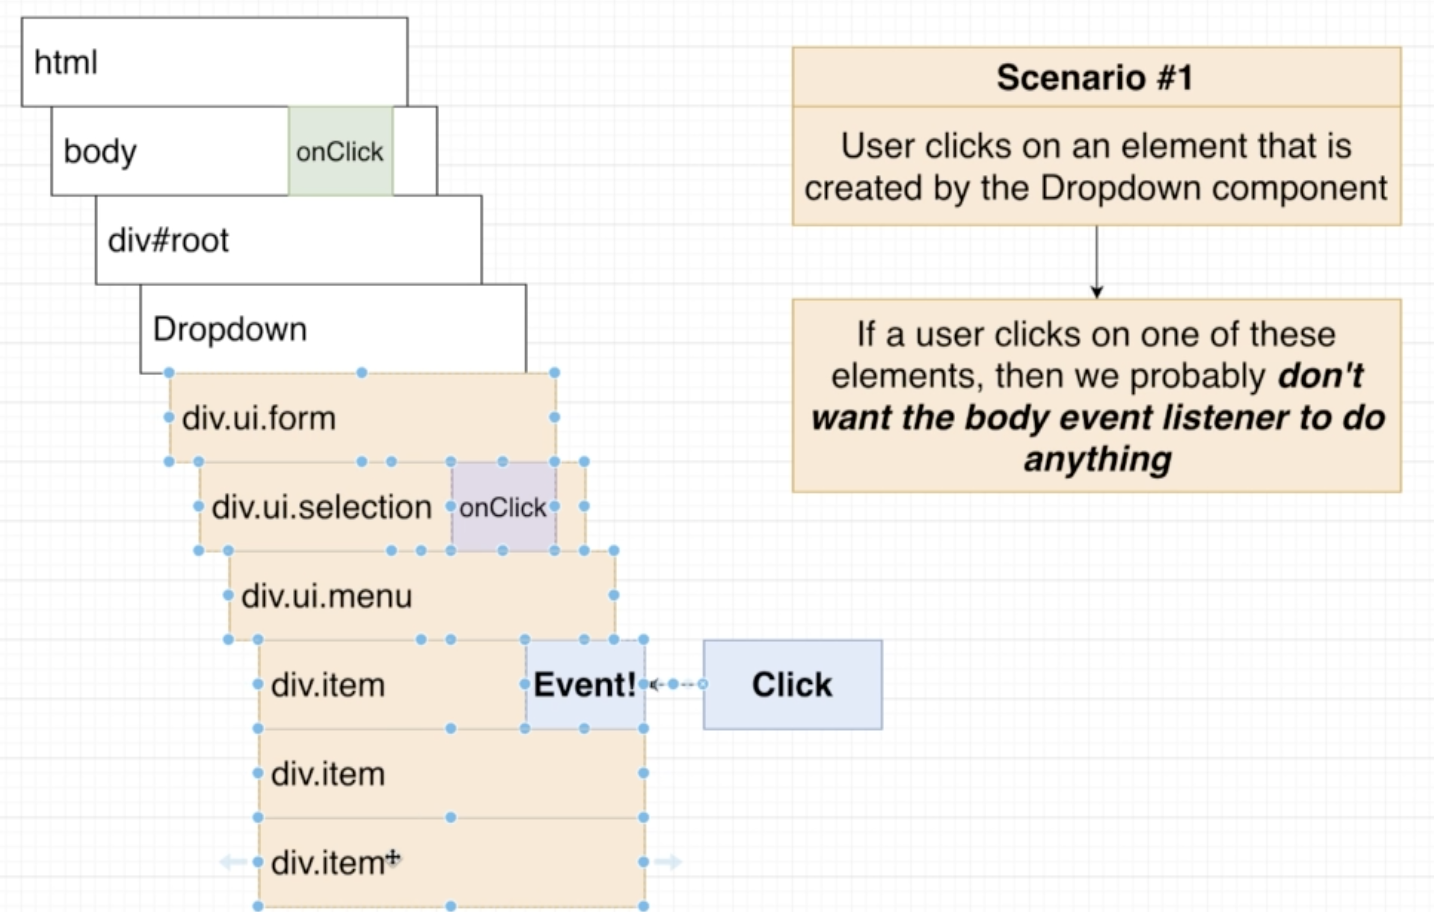 html
body
onClick
div#root
Dropdown
div.ui.form
div.ui.selection
onClick
div.ui.menu
div.item
Event!
Click
div.item
div.item
Scenario #1
User clicks on an element that is
created by the Dropdown component
If a user clicks on one of these
elements, then we probably don't
want the body event listener to do
anything